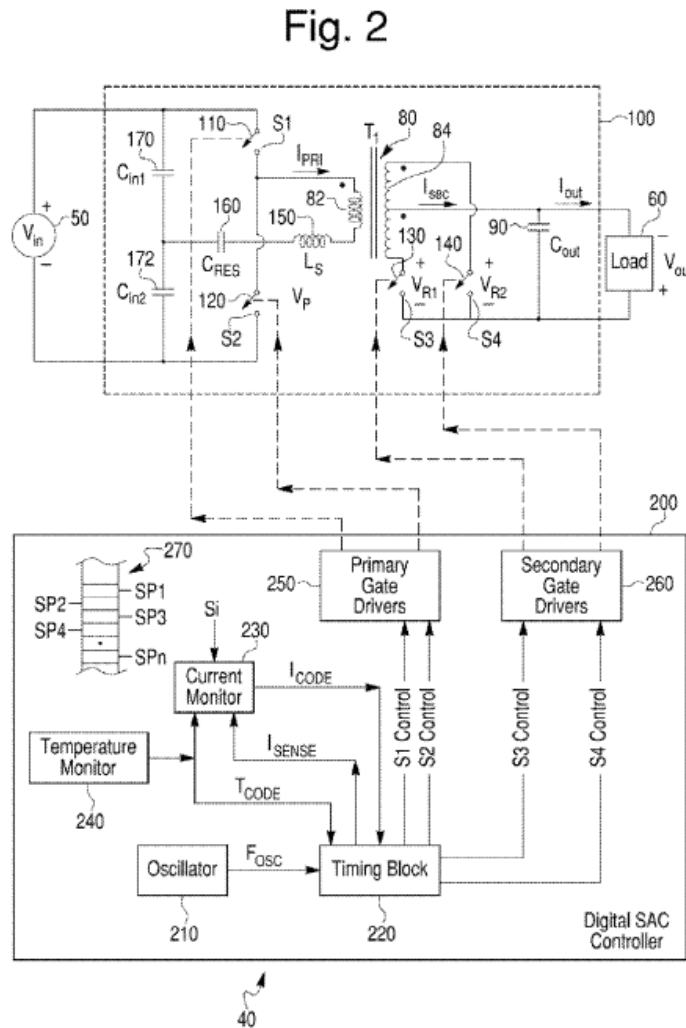 Fig. 2
110
S1
T1
80
84
100
170
Cin1
IPRI
82
Isec
Iout
60
+
Vin
−
50
160
150
130
140
90
Cout
Load
−
Vou
+
172
Cin2
CRES
LS
120
VP
S2
+
VR1
−
+
VR2
−
S3
S4
200
270
SP1
SP2
SP3
SP4
SPn
250
Primary
Gate
Drivers
Secondary
Gate
Drivers
260
Si
230
Current
Monitor
ICODE
ISENSE
S1 Control
S2 Control
S3 Control
S4 Control
Temperature
Monitor
240
TCODE
Oscillator
FOSC
Timing Block
210
220
Digital SAC
Controller
40